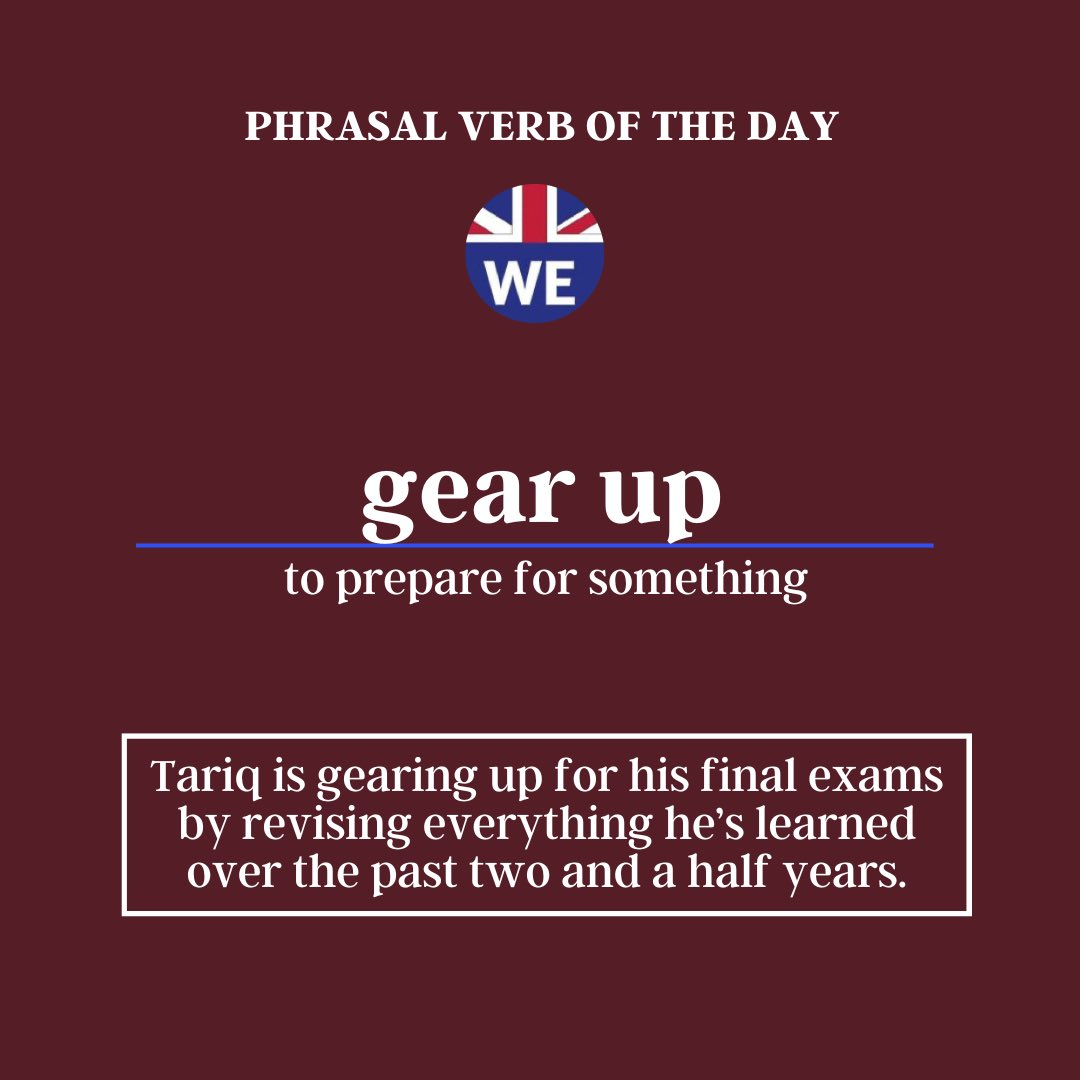 PHRASAL VERB OF THE DAY
WE
gear up
to prepare for something
Tariq is gearing up for his final exams
by revising everything he’s learned
over the past two and a half years.